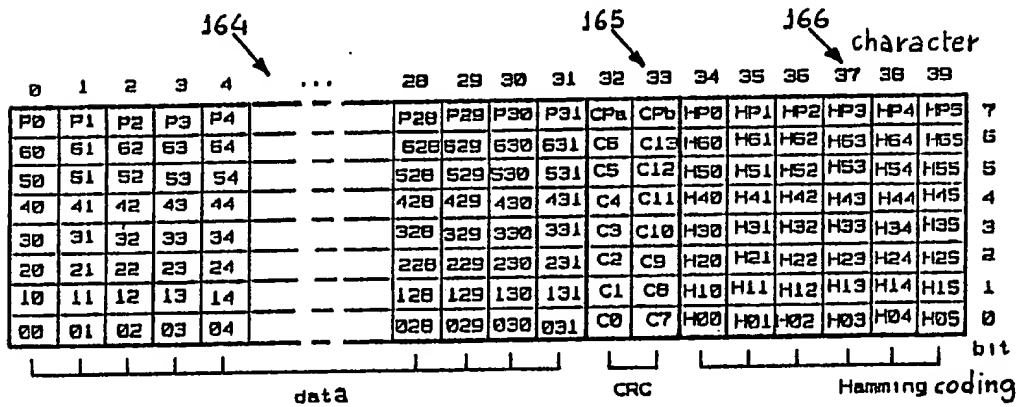 164 165 166
character
0 1 2 3 4 ... 28 29 30 31 32 33 34 35 36 37 38 39
P0 P1 P2 P3 P4 P28 P29 P30 P31 CPa CPb HP0 HP1 HP2 HP3 HP4 HP5 7
60 61 62 63 64 628 629 630 631 C6 C13 H60 H61 H62 H63 H64 H65 6
50 51 52 53 54 528 529 530 531 C5 C12 H50 H51 H52 H53 H54 H55 5
40 41 42 43 44 428 429 430 431 C4 C11 H40 H41 H42 H43 H44 H45 4
30 31 32 33 34 328 329 330 331 C3 C10 H30 H31 H32 H33 H34 H35 3
20 21 22 23 24 228 229 230 231 C2 C9 H20 H21 H22 H23 H24 H25 2
10 11 12 13 14 128 129 130 131 C1 C8 H10 H11 H12 H13 H14 H15 1
00 01 02 03 04 028 029 030 031 C0 C7 H00 H01 H02 H03 H04 H05 0
bit
data CRC Hamming coding